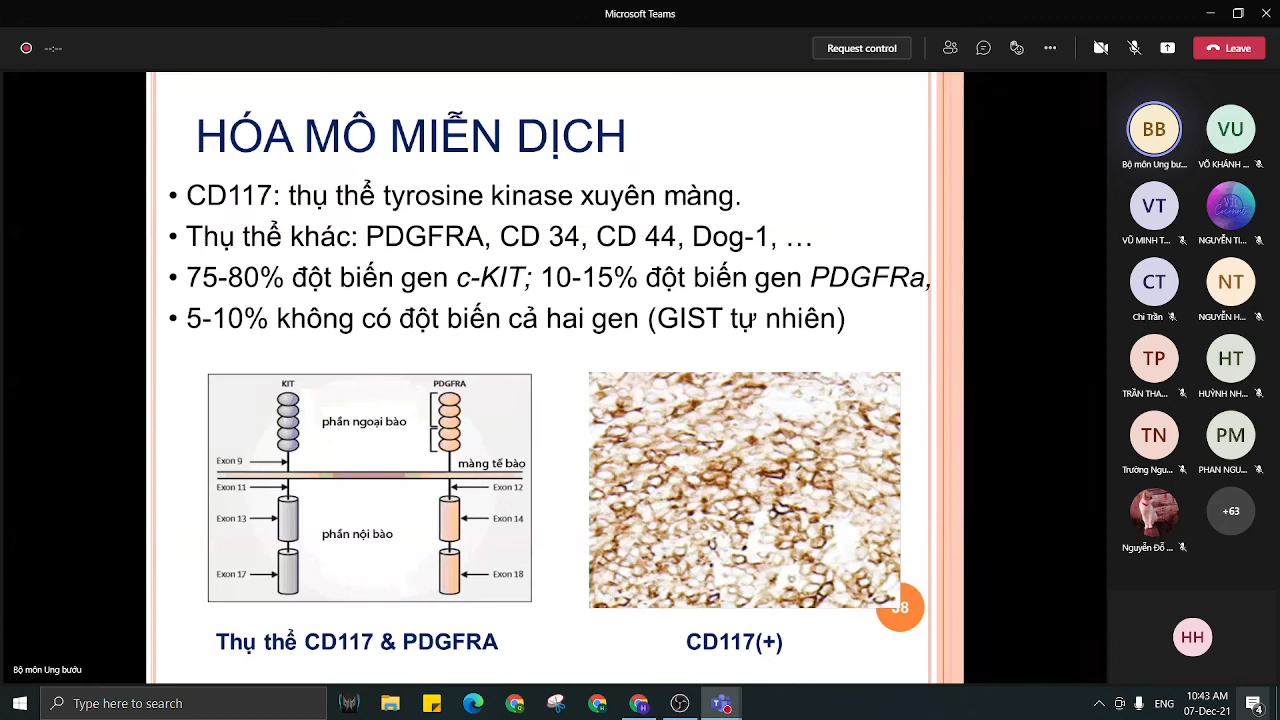 Microsoft Teams
--:--
Request control
Leave
HÓA MÔ MIỄN DỊCH
• CD117: thụ thể tyrosine kinase xuyên màng.
• Thụ thể khác: PDGFRA, CD 34, CD 44, Dog-1, …
• 75-80% đột biến gen c-KIT; 10-15% đột biến gen PDGFRa,
• 5-10% không có đột biến cả hai gen (GIST tự nhiên)
KIT
PDGFRA
phần ngoại bào
Exon 9
màng tế bào
Exon 11
Exon 12
Exon 13
Exon 14
phần nội bào
Exon 17
Exon 18
38
Thụ thể CD117 & PDGFRA
CD117(+)
Bộ môn Ung bướu
BB
VU
Bộ môn Ung bư...
VÕ KHÁNH ...
VT
VŨ MINH T...
NGUYỄN T...
CT
NT
Chí Tân
NGUYỄN H...
TP
HT
TRẦN THA...
HUỲNH NH...
TN
PM
Trường Ngu...
PHAN NGU...
+63
Nguyễn Đỗ ...
HH
Type here to search
ENG
10:43 AM
07-Dec-21